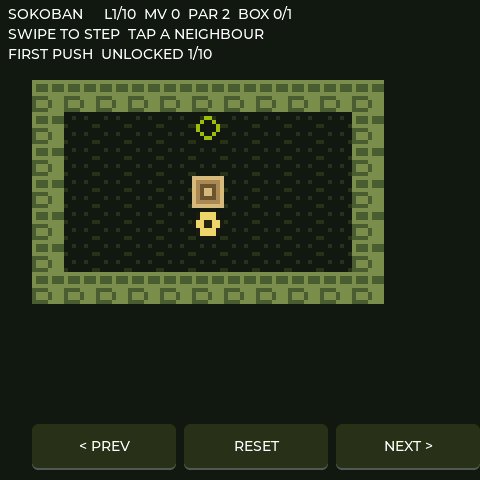 SOKOBAN L1/10 MV 0 PAR 2 BOX 0/1
SWIPE TO STEP TAP A NEIGHBOUR
FIRST PUSH UNLOCKED 1/10
< PREV RESET NEXT >